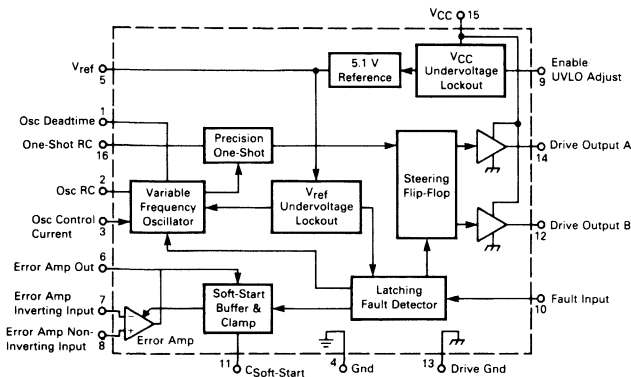 VCC
15
Vref
5
5.1 V
Reference
VCC
Undervoltage
Lockout
Enable
UVLO Adjust
9
Osc Deadtime
1
One-Shot RC
16
Precision
One-Shot
Steering
Flip-Flop
Drive Output A
14
Osc RC
2
Variable
Frequency
Oscillator
Vref
Undervoltage
Lockout
Osc Control
Current
3
Drive Output B
12
Error Amp Out
6
Error Amp
Inverting Input
7
Error Amp Non-
Inverting Input
8
−
+
Error Amp
Soft-Start
Buffer &
Clamp
Latching
Fault Detector
Fault Input
10
11
CSoft-Start
4
Gnd
13
Drive Gnd